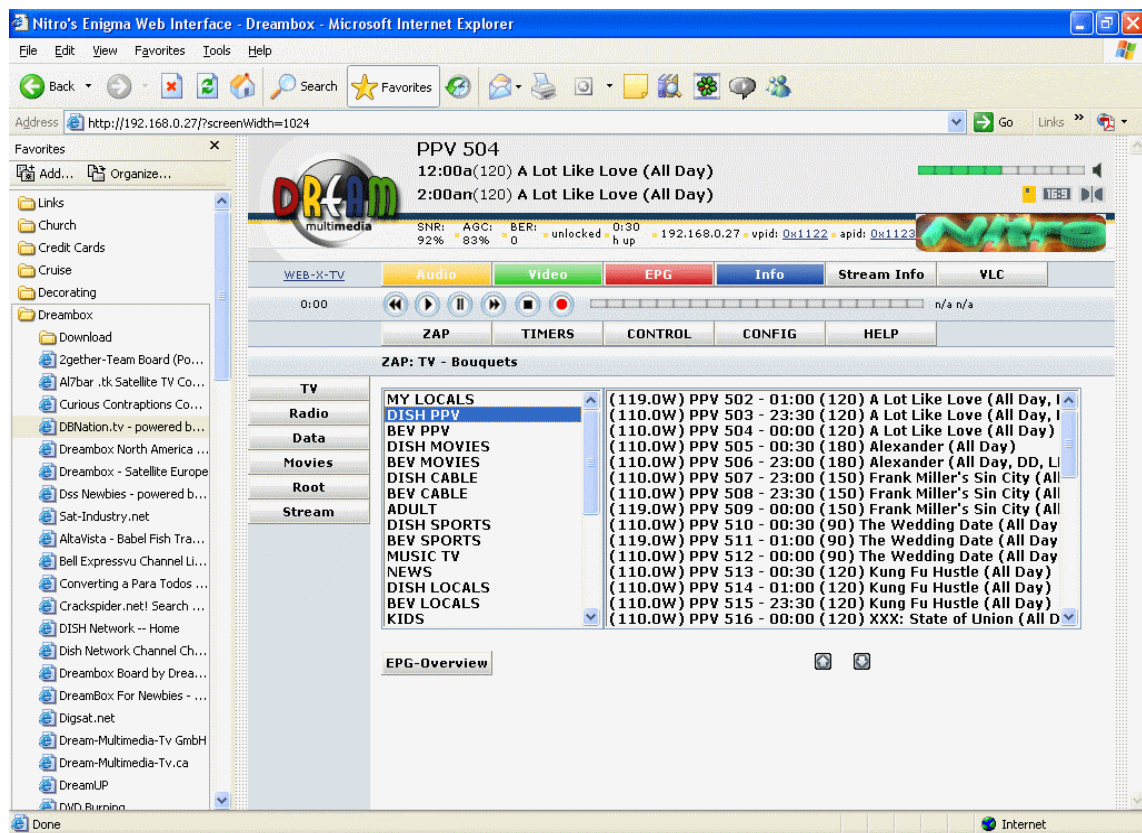 Nitro's Enigma Web Interface - Dreambox - Microsoft Internet Explorer
File Edit View Favorites Tools Help
Back Search Favorites
Address http://192.168.0.27/?screenWidth=1024 Go Links »
Favorites
Add... Organize...
Links
Church
Credit Cards
Cruise
Decorating
Dreambox
Download
2gether-Team Board (Po...
Al7bar .tk Satellite TV Co...
Curious Contraptions Co...
DBNation.tv - powered b...
Dreambox North America ...
Dreambox - Satellite Europe
Dss Newbies - powered b...
Sat-Industry.net
AltaVista - Babel Fish Tra...
Bell Expressvu Channel Li...
Converting a Para Todos ...
Crackspider.net! Search ...
DISH Network -- Home
Dish Network Channel Ch...
Dreambox Board by Drea...
DreamBox For Newbies - ...
Digsat.net
Dream-Multimedia-Tv GmbH
Dream-Multimedia-Tv.ca
DreamUP
DVD Burning
DREAM
multimedia
PPV 504
12:00a(120) A Lot Like Love (All Day)
2:00an(120) A Lot Like Love (All Day)
16:9
SNR: 92% AGC: 83% BER: 0 unlocked 0:30 h up 192.168.0.27 vpid: 0x1122 apid: 0x1123
Nitro
WEB-X-TV Audio Video EPG Info Stream Info VLC
0:00 n/a n/a
ZAP TIMERS CONTROL CONFIG HELP
ZAP: TV - Bouquets
TV
Radio
Data
Movies
Root
Stream
MY LOCALS
DISH PPV
BEV PPV
DISH MOVIES
BEV MOVIES
DISH CABLE
BEV CABLE
ADULT
DISH SPORTS
BEV SPORTS
MUSIC TV
NEWS
DISH LOCALS
BEV LOCALS
KIDS
(119.0W) PPV 502 - 01:00 (120) A Lot Like Love (All Day,
(119.0W) PPV 503 - 23:30 (120) A Lot Like Love (All Day,
(110.0W) PPV 504 - 00:00 (120) A Lot Like Love (All Day)
(110.0W) PPV 505 - 00:30 (180) Alexander (All Day)
(110.0W) PPV 506 - 23:00 (180) Alexander (All Day, DD,
(110.0W) PPV 507 - 23:00 (150) Frank Miller's Sin City (All
(110.0W) PPV 508 - 23:30 (150) Frank Miller's Sin City (All
(119.0W) PPV 509 - 00:00 (150) Frank Miller's Sin City (All
(110.0W) PPV 510 - 00:30 (90) The Wedding Date (All Day
(119.0W) PPV 511 - 01:00 (90) The Wedding Date (All Day
(110.0W) PPV 512 - 00:00 (90) The Wedding Date (All Day
(110.0W) PPV 513 - 00:30 (120) Kung Fu Hustle (All Day)
(110.0W) PPV 514 - 01:00 (120) Kung Fu Hustle (All Day)
(110.0W) PPV 515 - 23:30 (120) Kung Fu Hustle (All Day)
(110.0W) PPV 516 - 00:00 (120) XXX: State of Union (All D
EPG-Overview
Done Internet